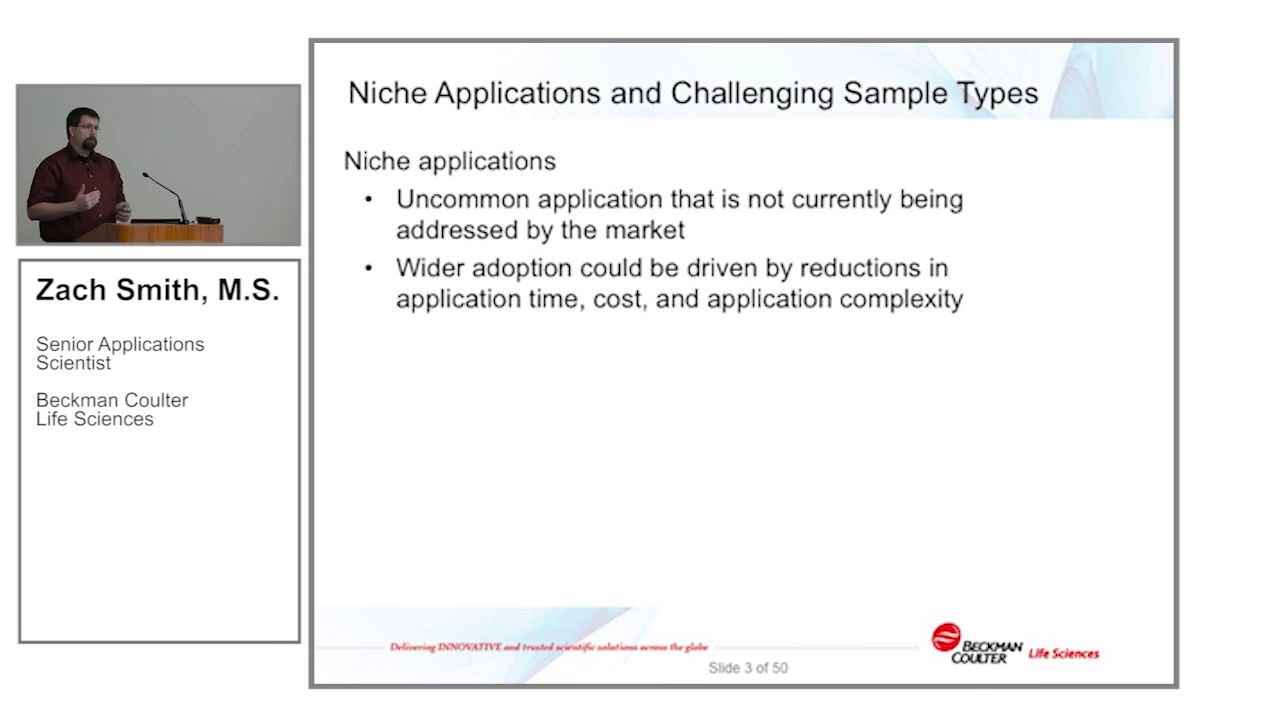 Niche Applications and Challenging Sample Types
Niche applications
• Uncommon application that is not currently being
addressed by the market
• Wider adoption could be driven by reductions in
application time, cost, and application complexity
Zach Smith, M.S.
Senior Applications
Scientist
Beckman Coulter
Life Sciences
Delivering INNOVATIVE and trusted scientific solutions across the globe
Slide 3 of 50
BECKMAN
COULTER Life Sciences